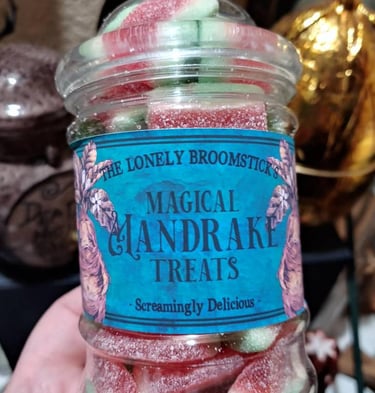 THE LONELY BROOMSTICK'S
MAGICAL
MANDRAKE
TREATS
- Screamingly Delicious -